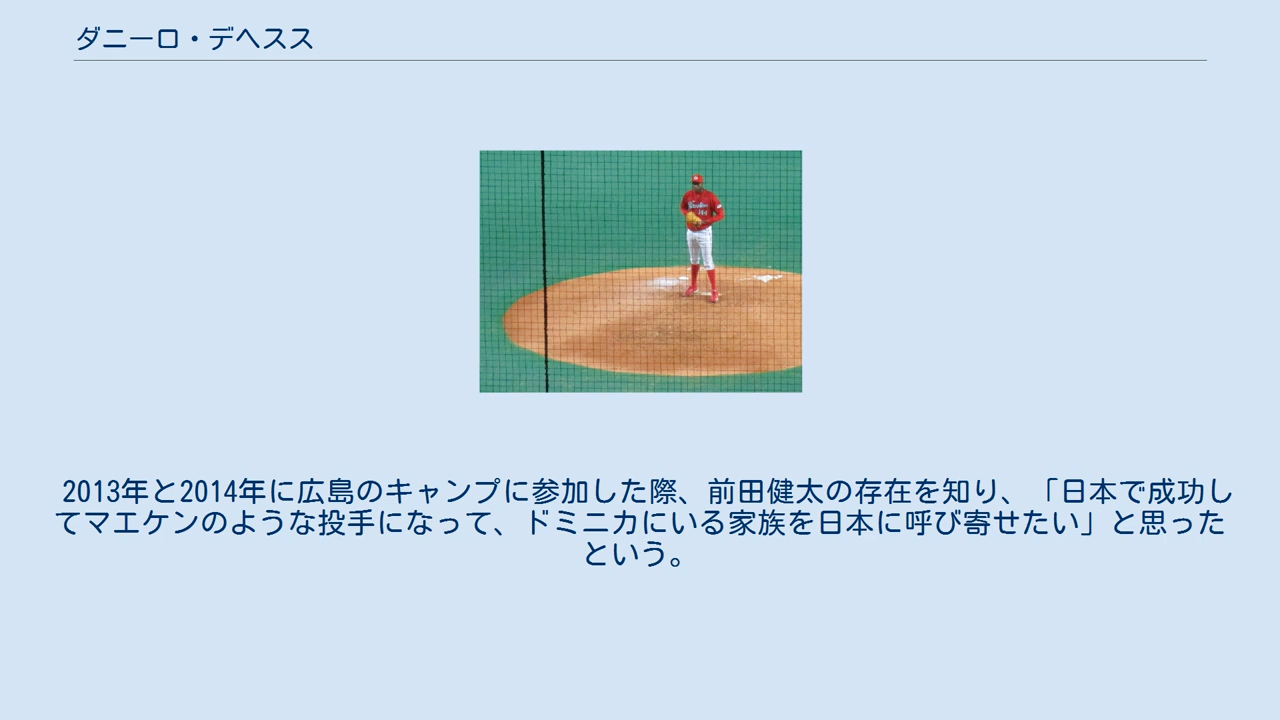 ダニーロ・デヘスス
2013年と2014年に広島のキャンプに参加した際、前田健太の存在を知り、「日本で成功し
てマエケンのような投手になって、ドミニカにいる家族を日本に呼び寄せたい」と思った
という。